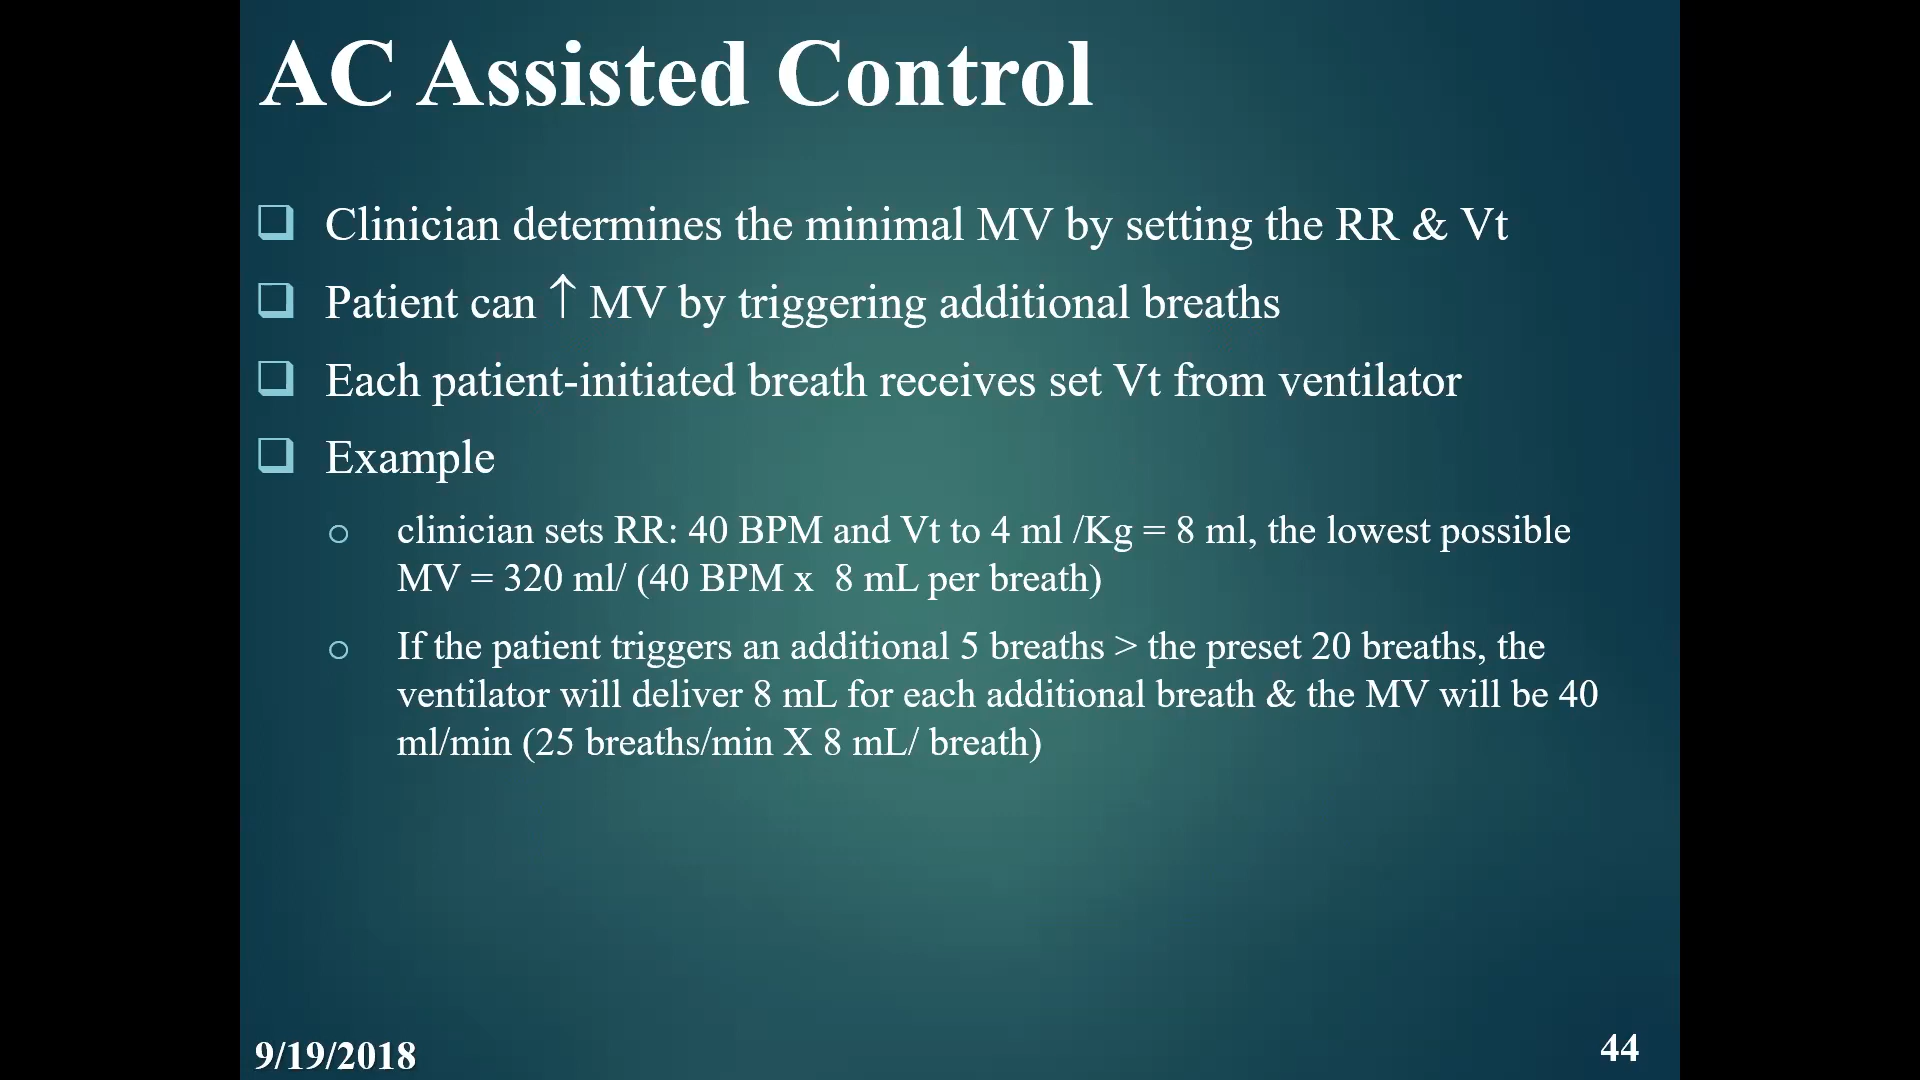 AC Assisted Control
Clinician determines the minimal MV by setting the RR & Vt
Patient can ↑ MV by triggering additional breaths
Each patient-initiated breath receives set Vt from ventilator
Example
clinician sets RR: 40 BPM and Vt to 4 ml /Kg = 8 ml, the lowest possible
MV = 320 ml/ (40 BPM x 8 mL per breath)
If the patient triggers an additional 5 breaths > the preset 20 breaths, the
ventilator will deliver 8 mL for each additional breath & the MV will be 40
ml/min (25 breaths/min X 8 mL/ breath)
9/19/2018
44